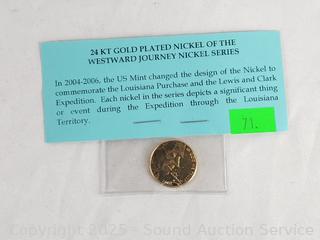 24 KT GOLD PLATED NICKEL OF THE
WESTWARD JOURNEY NICKEL SERIES
In 2004-2006, the US Mint changed the design of the Nickel to
commemorate the Louisiana Purchase and the Lewis and Clark
Expedition. Each nickel in the series depicts a significant thing
or event during the Expedition through the Louisiana
Territory.
71.
Copyright 2025 - Sound Auction Service